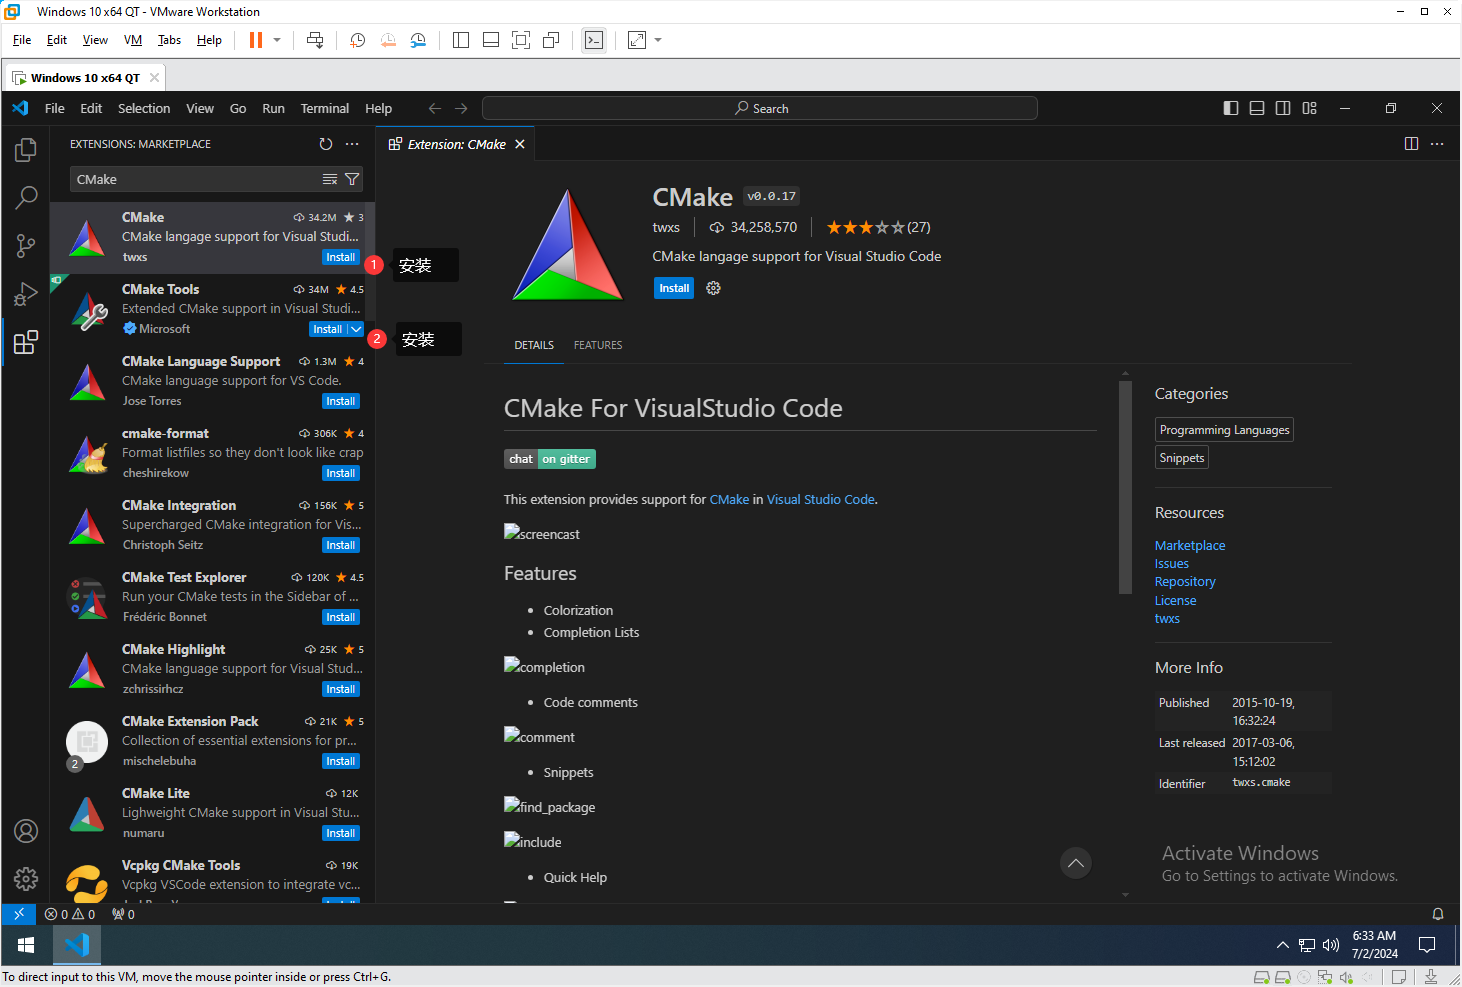 Windows 10 x64 QT - VMware Workstation
File Edit View VM Tabs Help
Windows 10 x64 QT
File Edit Selection View Go Run Terminal Help
Search
EXTENSIONS: MARKETPLACE
CMake
CMake 34.2M 3
CMake langage support for Visual Studi...
twxs Install
1 安装
CMake Tools 34M 4.5
Extended CMake support in Visual Studi...
Microsoft Install
2 安装
CMake Language Support 1.3M 4
CMake language support for VS Code.
Jose Torres Install
cmake-format 306K 4
Format listfiles so they don't look like crap
cheshirekow Install
CMake Integration 156K 5
Supercharged CMake integration for Vis...
Christoph Seitz Install
CMake Test Explorer 120K 4.5
Run your CMake tests in the Sidebar of ...
Frédéric Bonnet Install
CMake Highlight 25K 5
CMake language support for Visual Stud...
zchrissirhcz Install
CMake Extension Pack 21K 5
Collection of essential extensions for pr...
2 mischelebuha Install
CMake Lite 12K
Lighweight CMake support in Visual Stu...
numaru Install
Vcpkg CMake Tools 19K
Vcpkg VSCode extension to integrate vc...
Extension: CMake
CMake v0.0.17
twxs 34,258,570 (27)
CMake langage support for Visual Studio Code
Install
DETAILS FEATURES
CMake For VisualStudio Code
chat on gitter
This extension provides support for CMake in Visual Studio Code.
screencast
Features
Colorization
Completion Lists
completion
Code comments
comment
Snippets
find_package
include
Quick Help
Categories
Programming Languages
Snippets
Resources
Marketplace
Issues
Repository
License
twxs
More Info
Published 2015-10-19, 16:32:24
Last released 2017-03-06, 15:12:02
Identifier twxs.cmake
Activate Windows
Go to Settings to activate Windows.
0 0 0
6:33 AM
7/2/2024
To direct input to this VM, move the mouse pointer inside or press Ctrl+G.